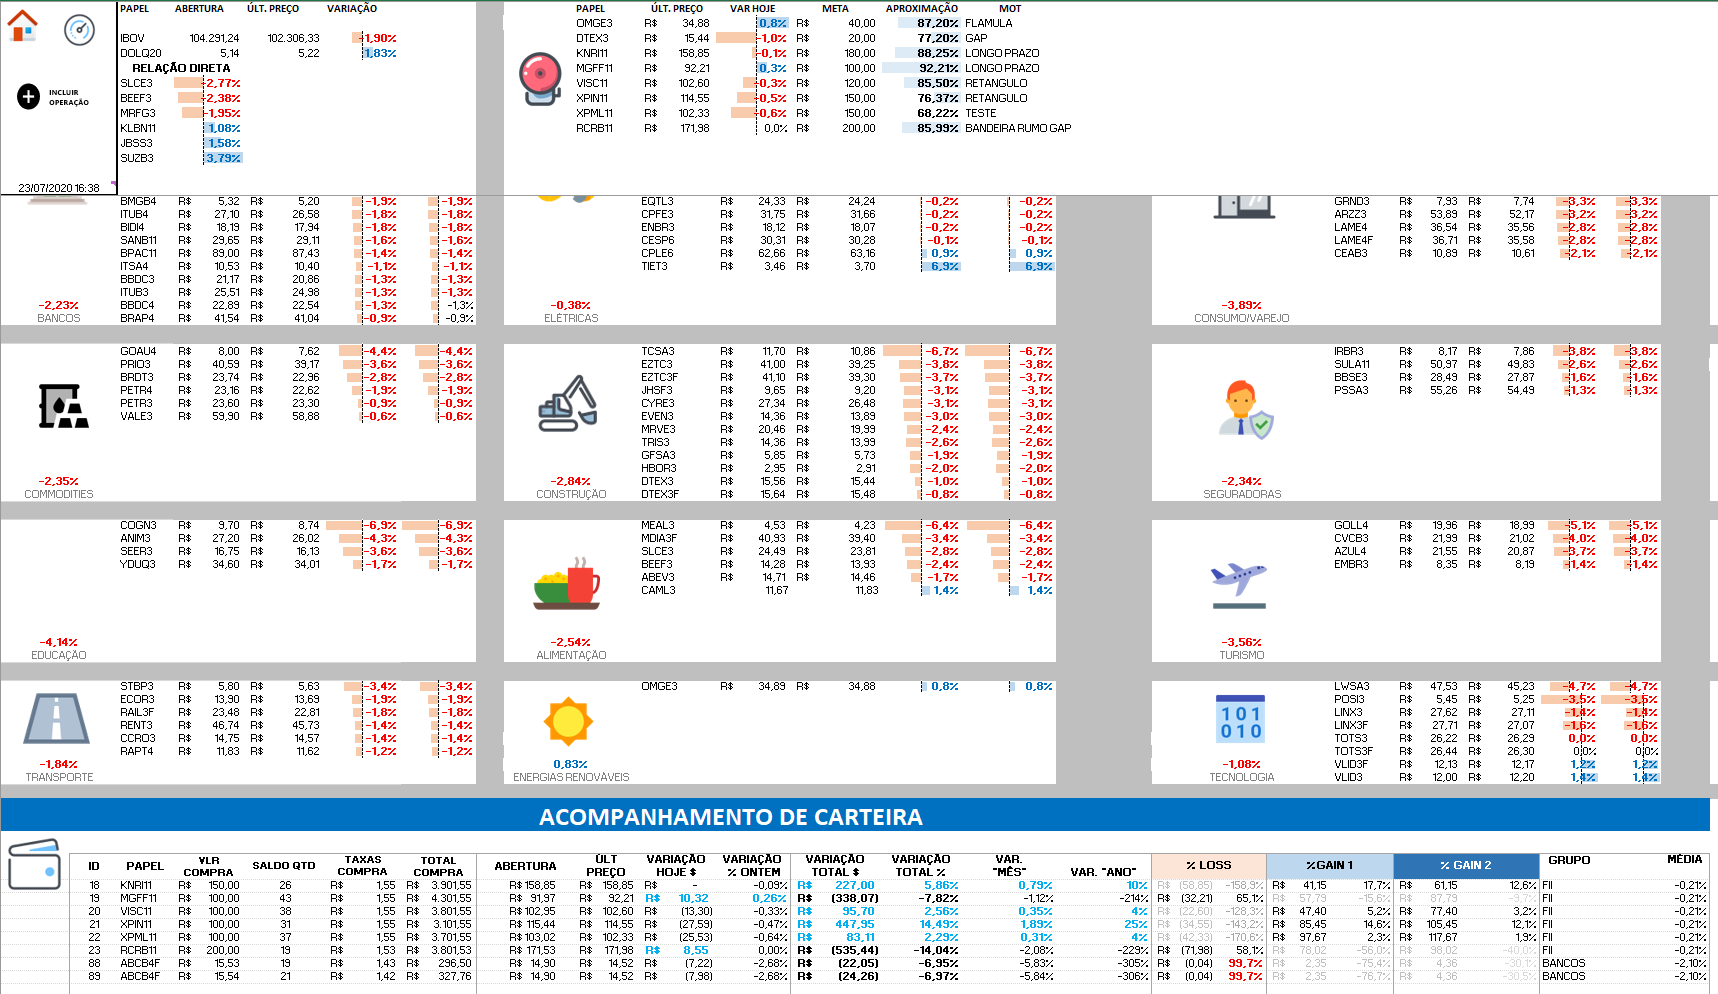 PAPEL ABERTURA ÚLT. PREÇO VARIAÇÃO
IBOV 104.291,24 102.306,33 -1,90%
DOLQ20 5,14 5,22 1,83%
RELAÇÃO DIRETA
SLCE3 -2,77%
BEEF3 -2,38%
MRFG3 -1,95%
KLBN11 1,08%
JBSS3 1,58%
SUZB3 3,79%
INCLUIR
OPERAÇÃO
23/07/2020 16:38
PAPEL ÚLT. PREÇO VAR HOJE META APROXIMAÇÃO MOT
OMGE3 R$ 34,88 0,8% R$ 40,00 87,20% FLAMULA
DTEX3 R$ 15,44 -1,0% R$ 20,00 77,20% GAP
KNRI11 R$ 158,85 -0,1% R$ 180,00 88,25% LONGO PRAZO
MGFF11 R$ 92,21 0,3% R$ 100,00 92,21% LONGO PRAZO
VISC11 R$ 102,60 -0,3% R$ 120,00 85,50% RETANGULO
XPIN11 R$ 114,55 -0,5% R$ 150,00 76,37% RETANGULO
XPML11 R$ 102,33 -0,6% R$ 150,00 68,22% TESTE
RCRB11 R$ 171,98 0,0% R$ 200,00 85,99% BANDEIRA RUMO GAP
BMGB4 R$ 5,32 R$ 5,20 -1,9% -1,9%
ITUB4 R$ 27,10 R$ 26,58 -1,8% -1,8%
BIDI4 R$ 18,19 R$ 17,94 -1,8% -1,8%
SANB11 R$ 29,65 R$ 29,11 -1,6% -1,6%
BPAC11 R$ 89,00 R$ 87,43 -1,4% -1,4%
ITSA4 R$ 10,53 R$ 10,40 -1,1% -1,1%
BBDC3 R$ 21,17 R$ 20,86 -1,3% -1,3%
ITUB3 R$ 25,51 R$ 24,98 -1,3% -1,3%
BBDC4 R$ 22,89 R$ 22,54 -1,3% -1,3%
BRAP4 R$ 41,54 R$ 41,04 -0,9% -0,9%
-2,23%
BANCOS
EQTL3 R$ 24,33 R$ 24,24 -0,2% -0,2%
CPFE3 R$ 31,75 R$ 31,66 -0,2% -0,2%
ENBR3 R$ 18,12 R$ 18,07 -0,2% -0,2%
CESP6 R$ 30,31 R$ 30,28 -0,1% -0,1%
CPLE6 R$ 62,66 R$ 63,16 0,9% 0,9%
TIET3 R$ 3,46 R$ 3,70 6,9% 6,9%
-0,38%
ELÉTRICAS
GRND3 R$ 7,93 R$ 7,74 -3,3% -3,3%
ARZZ3 R$ 53,89 R$ 52,17 -3,2% -3,2%
LAME4 R$ 36,54 R$ 35,56 -2,8% -2,8%
LAME4F R$ 36,71 R$ 35,58 -2,8% -2,8%
CEAB3 R$ 10,89 R$ 10,61 -2,1% -2,1%
-3,89%
CONSUMO/VAREJO
GOAU4 R$ 8,00 R$ 7,62 -4,4% -4,4%
PRIO3 R$ 40,59 R$ 39,17 -3,6% -3,6%
BRDT3 R$ 23,74 R$ 22,96 -2,8% -2,8%
PETR4 R$ 23,16 R$ 22,62 -1,9% -1,9%
PETR3 R$ 23,60 R$ 23,30 -0,9% -0,9%
VALE3 R$ 59,90 R$ 58,88 -0,6% -0,6%
-2,35%
COMMODITIES
TCSA3 R$ 11,70 R$ 10,86 -6,7% -6,7%
EZTC3 R$ 41,00 R$ 39,25 -3,8% -3,8%
EZTC3F R$ 41,10 R$ 39,30 -3,7% -3,7%
JHSF3 R$ 9,65 R$ 9,20 -3,1% -3,1%
CYRE3 R$ 27,34 R$ 26,48 -3,1% -3,1%
EVEN3 R$ 14,36 R$ 13,89 -3,0% -3,0%
MRVE3 R$ 20,46 R$ 19,99 -2,4% -2,4%
TRIS3 R$ 14,36 R$ 13,99 -2,6% -2,6%
GFSA3 R$ 5,85 R$ 5,73 -1,9% -1,9%
HBOR3 R$ 2,95 R$ 2,91 -2,0% -2,0%
DTEX3 R$ 15,56 R$ 15,44 -1,0% -1,0%
DTEX3F R$ 15,64 R$ 15,48 -0,8% -0,8%
-2,84%
CONSTRUÇÃO
IRBR3 R$ 8,17 R$ 7,86 -3,8% -3,8%
SULA11 R$ 50,97 R$ 49,83 -2,6% -2,6%
BBSE3 R$ 28,49 R$ 27,87 -1,6% -1,6%
PSSA3 R$ 55,26 R$ 54,49 -1,3% -1,3%
-2,34%
SEGURADORAS
COGN3 R$ 9,70 R$ 8,74 -6,9% -6,9%
ANIM3 R$ 27,20 R$ 26,02 -4,3% -4,3%
SEER3 R$ 16,75 R$ 16,13 -3,6% -3,6%
YDUQ3 R$ 34,60 R$ 34,01 -1,7% -1,7%
-4,14%
EDUCAÇÃO
MEAL3 R$ 4,53 R$ 4,23 -6,4% -6,4%
MDIA3F R$ 40,93 R$ 39,40 -3,4% -3,4%
SLCE3 R$ 24,49 R$ 23,81 -2,8% -2,8%
BEEF3 R$ 14,28 R$ 13,93 -2,4% -2,4%
ABEV3 R$ 14,71 R$ 14,46 -1,7% -1,7%
CAML3 11,67 11,83 1,4% 1,4%
-2,54%
ALIMENTAÇÃO
GOLL4 R$ 19,96 R$ 18,99 -5,1% -5,1%
CVCB3 R$ 21,99 R$ 21,02 -4,0% -4,0%
AZUL4 R$ 21,55 R$ 20,87 -3,7% -3,7%
EMBR3 R$ 8,35 R$ 8,19 -1,4% -1,4%
-3,56%
TURISMO
STBP3 R$ 5,80 R$ 5,63 -3,4% -3,4%
ECOR3 R$ 13,90 R$ 13,69 -1,9% -1,9%
RAIL3F R$ 23,48 R$ 22,81 -1,8% -1,8%
RENT3 R$ 46,74 R$ 45,73 -1,4% -1,4%
CCRO3 R$ 14,75 R$ 14,57 -1,4% -1,4%
RAPT4 R$ 11,83 R$ 11,62 -1,2% -1,2%
-1,84%
TRANSPORTE
OMGE3 R$ 34,89 R$ 34,88 0,8% 0,8%
0,83%
ENERGIAS RENOVÁVEIS
LWSA3 R$ 47,53 R$ 45,23 -4,7% -4,7%
POSI3 R$ 5,45 R$ 5,25 -3,5% -3,5%
LINX3 R$ 27,62 R$ 27,11 -1,4% -1,4%
LINX3F R$ 27,71 R$ 27,07 -1,6% -1,6%
TOTS3 R$ 26,22 R$ 26,29 0,0% 0,0%
TOTS3F R$ 26,44 R$ 26,30 0,0% 0,0%
VLID3F R$ 12,13 R$ 12,17 1,2% 1,2%
VLID3 R$ 12,00 R$ 12,20 1,4% 1,4%
101
010
-1,08%
TECNOLOGIA
ACOMPANHAMENTO DE CARTEIRA
ID PAPEL VLR COMPRA SALDO QTD TAXAS COMPRA TOTAL COMPRA ABERTURA ÚLT PREÇO VARIAÇÃO HOJE $ VARIAÇÃO % ONTEM VARIAÇÃO TOTAL $ VARIAÇÃO TOTAL % VAR. "MÊS" VAR. "ANO" % LOSS %GAIN 1 % GAIN 2 GRUPO MÉDIA
18 KNRI11 R$ 150,00 26 R$ 1,55 R$ 3.901,55 R$ 158,85 R$ 158,85 R$ - -0,09% R$ 227,00 5,86% 0,79% 10% R$ (58,85) -158,9% R$ 41,15 17,7% R$ 61,15 12,6% FII -0,21%
19 MGFF11 R$ 100,00 43 R$ 1,55 R$ 4.301,55 R$ 91,97 R$ 92,21 R$ 10,32 0,26% R$ (338,07) -7,82% -1,12% -214% R$ (32,21) 65,1% R$ 57,79 -15,6% R$ 87,79 -9,7% FII -0,21%
20 VISC11 R$ 100,00 38 R$ 1,55 R$ 3.801,55 R$ 102,95 R$ 102,60 R$ (13,30) -0,33% R$ 95,70 2,56% 0,35% 4% R$ (22,60) -128,3% R$ 47,40 5,2% R$ 77,40 3,2% FII -0,21%
21 XPIN11 R$ 100,00 31 R$ 1,55 R$ 3.101,55 R$ 115,44 R$ 114,55 R$ (27,59) -0,47% R$ 447,95 14,49% 1,89% 25% R$ (34,55) -143,2% R$ 85,45 14,6% R$ 105,45 12,1% FII -0,21%
22 XPML11 R$ 100,00 37 R$ 1,55 R$ 3.701,55 R$ 103,02 R$ 102,33 R$ (25,53) -0,64% R$ 83,11 2,29% 0,31% 4% R$ (42,33) -170,6% R$ 97,67 2,3% R$ 117,67 1,9% FII -0,21%
23 RCRB11 R$ 200,00 19 R$ 1,53 R$ 3.801,53 R$ 171,53 R$ 171,98 R$ 8,55 0,00% R$ (535,44) -14,04% -2,08% -229% R$ (71,98) 58,1% R$ 78,02 -56,0% R$ 98,02 -40,0% FII -0,21%
88 ABCB4F R$ 15,53 19 R$ 1,43 R$ 296,50 R$ 14,90 R$ 14,52 R$ (7,22) -2,68% R$ (22,05) -6,95% -5,83% -305% R$ (0,04) 99,7% R$ 2,35 -75,4% R$ 4,36 -30,1% BANCOS -2,10%
89 ABCB4F R$ 15,54 21 R$ 1,42 R$ 327,76 R$ 14,90 R$ 14,52 R$ (7,98) -2,68% R$ (24,26) -6,97% -5,84% -306% R$ (0,04) 99,7% R$ 2,35 -76,7% R$ 4,36 -30,5% BANCOS -2,10%